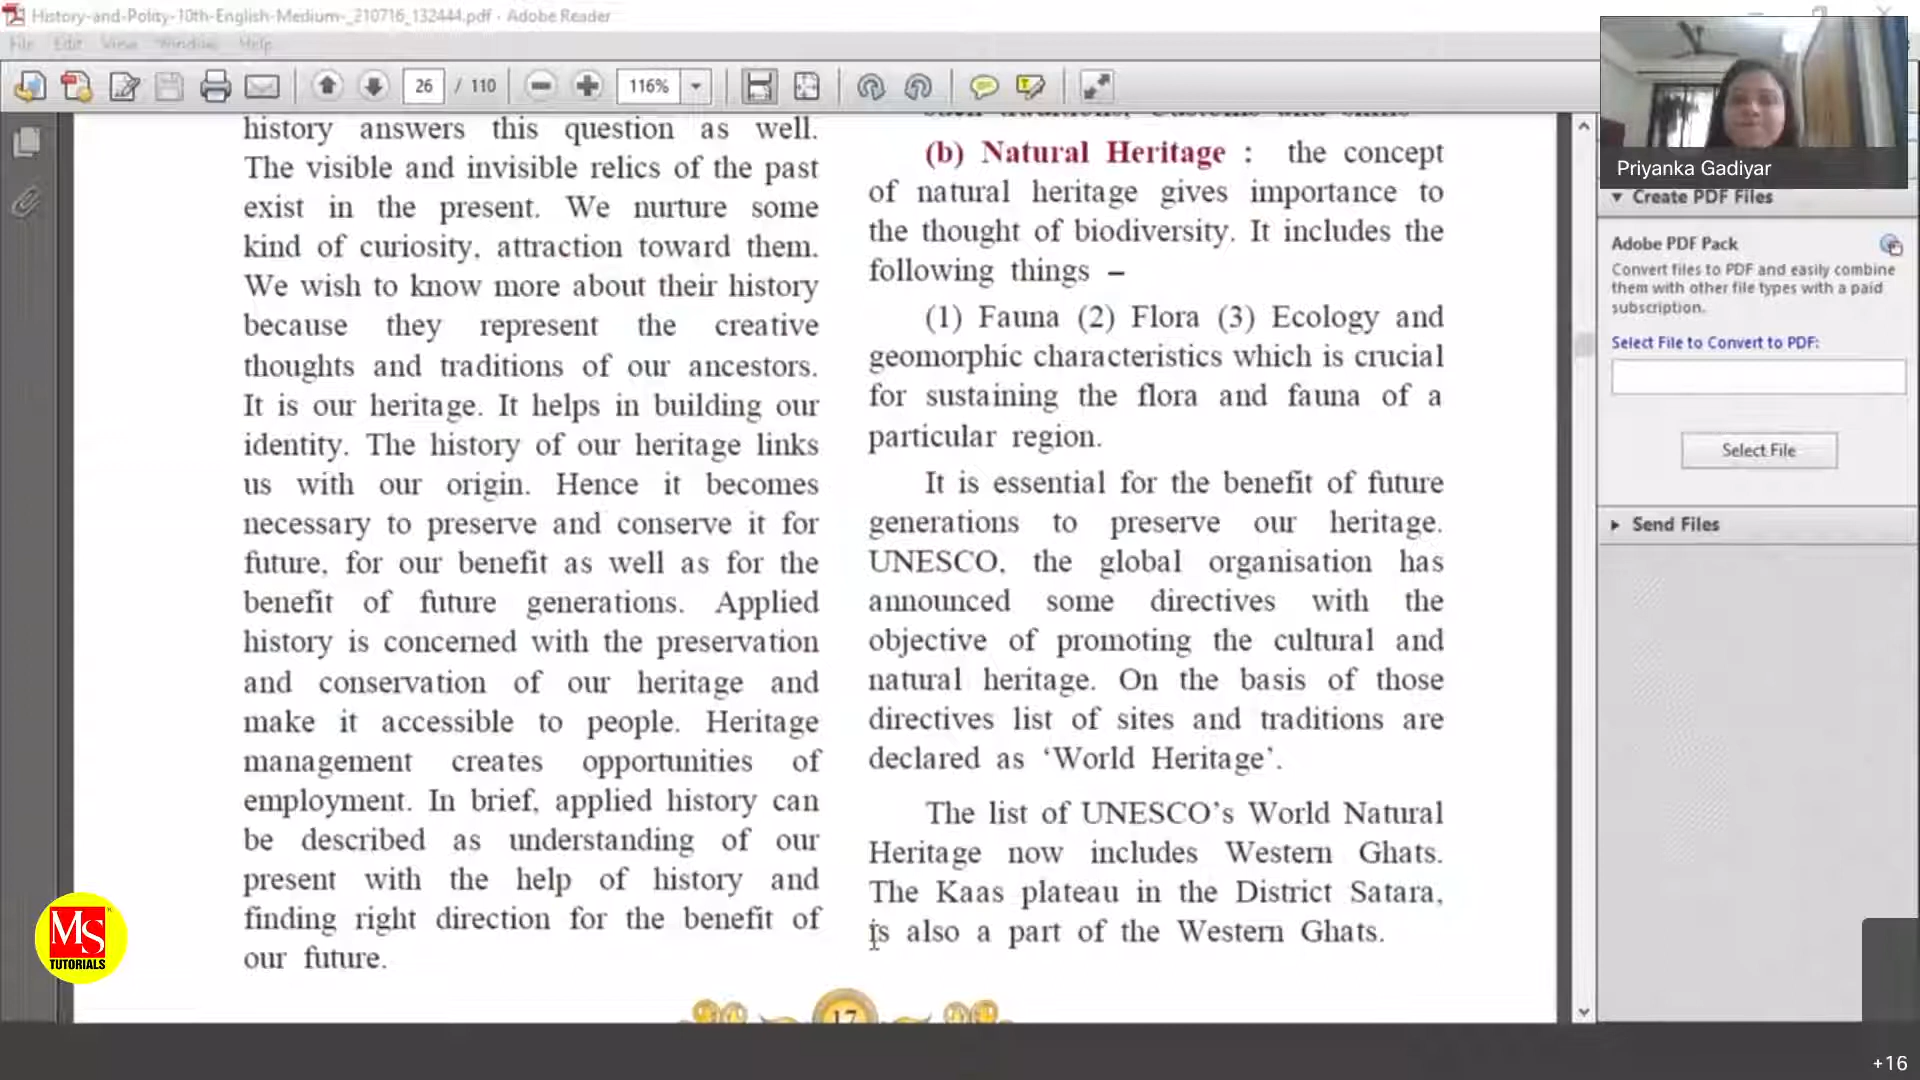 History-and-Polity-10th-English-Medium-_210716_132444.pdf - Adobe Reader
File Edit View Window Help
26 / 110
116%
history answers this question as well.
The visible and invisible relics of the past
exist in the present. We nurture some
kind of curiosity, attraction toward them.
We wish to know more about their history
because they represent the creative
thoughts and traditions of our ancestors.
It is our heritage. It helps in building our
identity. The history of our heritage links
us with our origin. Hence it becomes
necessary to preserve and conserve it for
future, for our benefit as well as for the
benefit of future generations. Applied
history is concerned with the preservation
and conservation of our heritage and
make it accessible to people. Heritage
management creates opportunities of
employment. In brief, applied history can
be described as understanding of our
present with the help of history and
finding right direction for the benefit of
our future.
(b) Natural Heritage : the concept
of natural heritage gives importance to
the thought of biodiversity. It includes the
following things –
(1) Fauna (2) Flora (3) Ecology and
geomorphic characteristics which is crucial
for sustaining the flora and fauna of a
particular region.
It is essential for the benefit of future
generations to preserve our heritage.
UNESCO, the global organisation has
announced some directives with the
objective of promoting the cultural and
natural heritage. On the basis of those
directives list of sites and traditions are
declared as ‘World Heritage’.
The list of UNESCO’s World Natural
Heritage now includes Western Ghats.
The Kaas plateau in the District Satara,
is also a part of the Western Ghats.
17
Priyanka Gadiyar
Create PDF Files
Adobe PDF Pack
Convert files to PDF and easily combine
them with other file types with a paid
subscription.
Select File to Convert to PDF:
Select File
Send Files
MS
TUTORIALS
+16